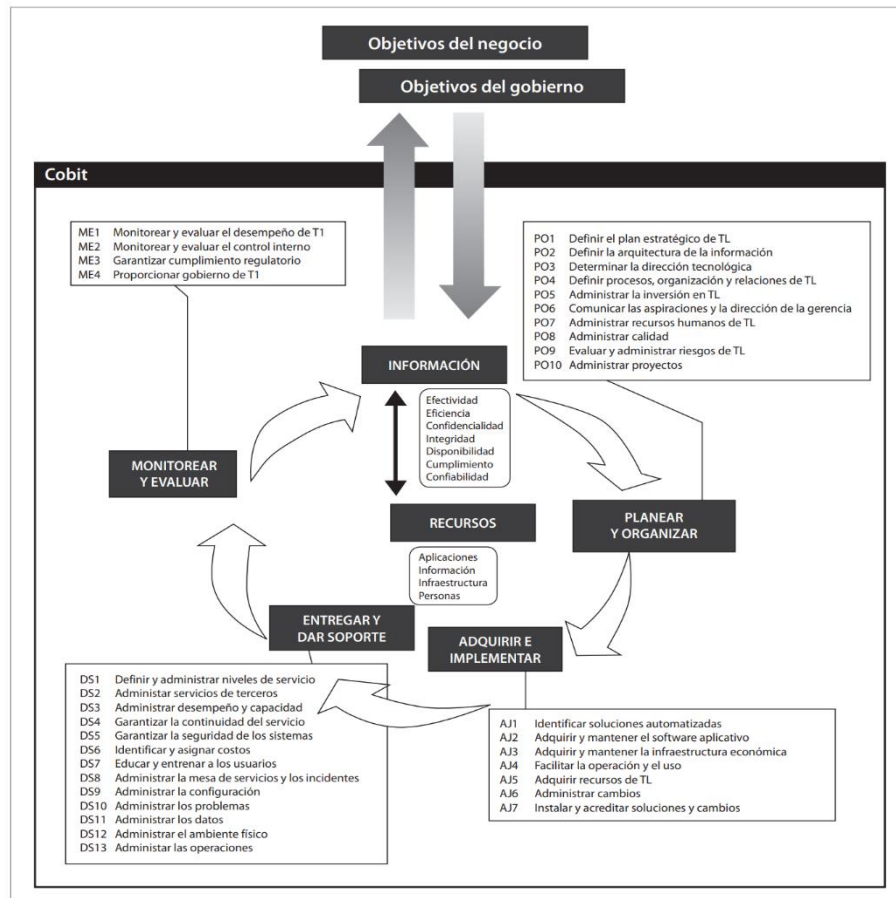 Objetivos del negocio
Objetivos del gobierno
Cobit
ME1 Monitorear y evaluar el desempeño de T1
ME2 Monitorear y evaluar el control interno
ME3 Garantizar cumplimiento regulatorio
ME4 Proporcionar gobierno de T1
PO1 Definir el plan estratégico de TL
PO2 Definir la arquitectura de la información
PO3 Determinar la dirección tecnológica
PO4 Definir procesos, organización y relaciones de TL
PO5 Administrar la inversión en TL
PO6 Comunicar las aspiraciones y la dirección de la gerencia
PO7 Administrar recursos humanos de TL
PO8 Administrar calidad
PO9 Evaluar y administrar riesgos de TL
PO10 Administrar proyectos
INFORMACIÓN
Efectividad
Eficiencia
Confidencialidad
Integridad
Disponibilidad
Cumplimiento
Confiabilidad
MONITOREAR
Y EVALUAR
RECURSOS
Aplicaciones
Información
Infraestructura
Personas
PLANEAR
Y ORGANIZAR
ENTREGAR Y
DAR SOPORTE
ADQUIRIR E
IMPLEMENTAR
DS1 Definir y administrar niveles de servicio
DS2 Administar servicios de terceros
DS3 Administrar desempeño y capacidad
DS4 Garantizar la continuidad del servicio
DS5 Garantizar la seguridad de los sistemas
DS6 Identificar y asignar costos
DS7 Educar y entrenar a los usuarios
DS8 Administrar la mesa de servicios y los incidentes
DS9 Administrar la configuración
DS10 Administrar los problemas
DS11 Administrar los datos
DS12 Administrar el ambiente físico
DS13 Administar las operaciones
AJ1 Identificar soluciones automatizadas
AJ2 Adquirir y mantener el software aplicativo
AJ3 Adquirir y mantener la infraestructura económica
AJ4 Facilitar la operación y el uso
AJ5 Adquirir recursos de TL
AJ6 Administrar cambios
AJ7 Instalar y acreditar soluciones y cambios